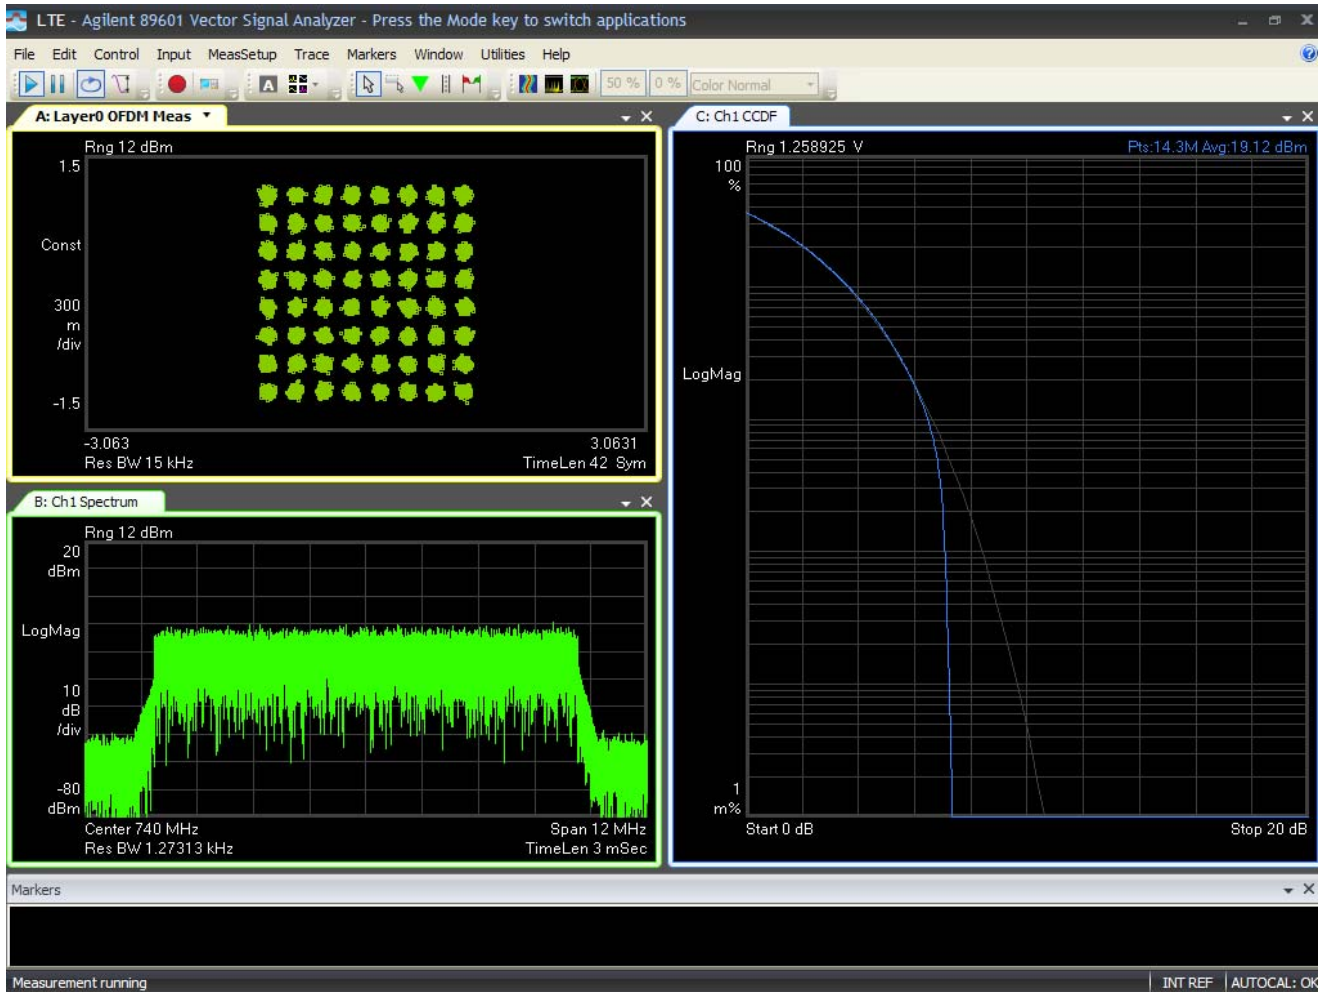 LTE - Agilent 89601 Vector Signal Analyzer - Press the Mode key to switch applications
File Edit Control Input MeasSetup Trace Markers Window Utilities Help
A 50 % 0 % Color Normal
A: Layer0 OFDM Meas
Rng 12 dBm
1.5
Const
300
m
/div
-1.5
-3.063 3.0631
Res BW 15 kHz TimeLen 42 Sym
B: Ch1 Spectrum
Rng 12 dBm
20
dBm
LogMag
10
dB
/div
-80
dBm
Center 740 MHz Span 12 MHz
Res BW 1.27313 kHz TimeLen 3 mSec
C: Ch1 CCDF
Rng 1.258925 V Pts:14.3M Avg:19.12 dBm
100
%
LogMag
1
m%
Start 0 dB Stop 20 dB
Markers
Measurement running INT REF AUTOCAL: OK